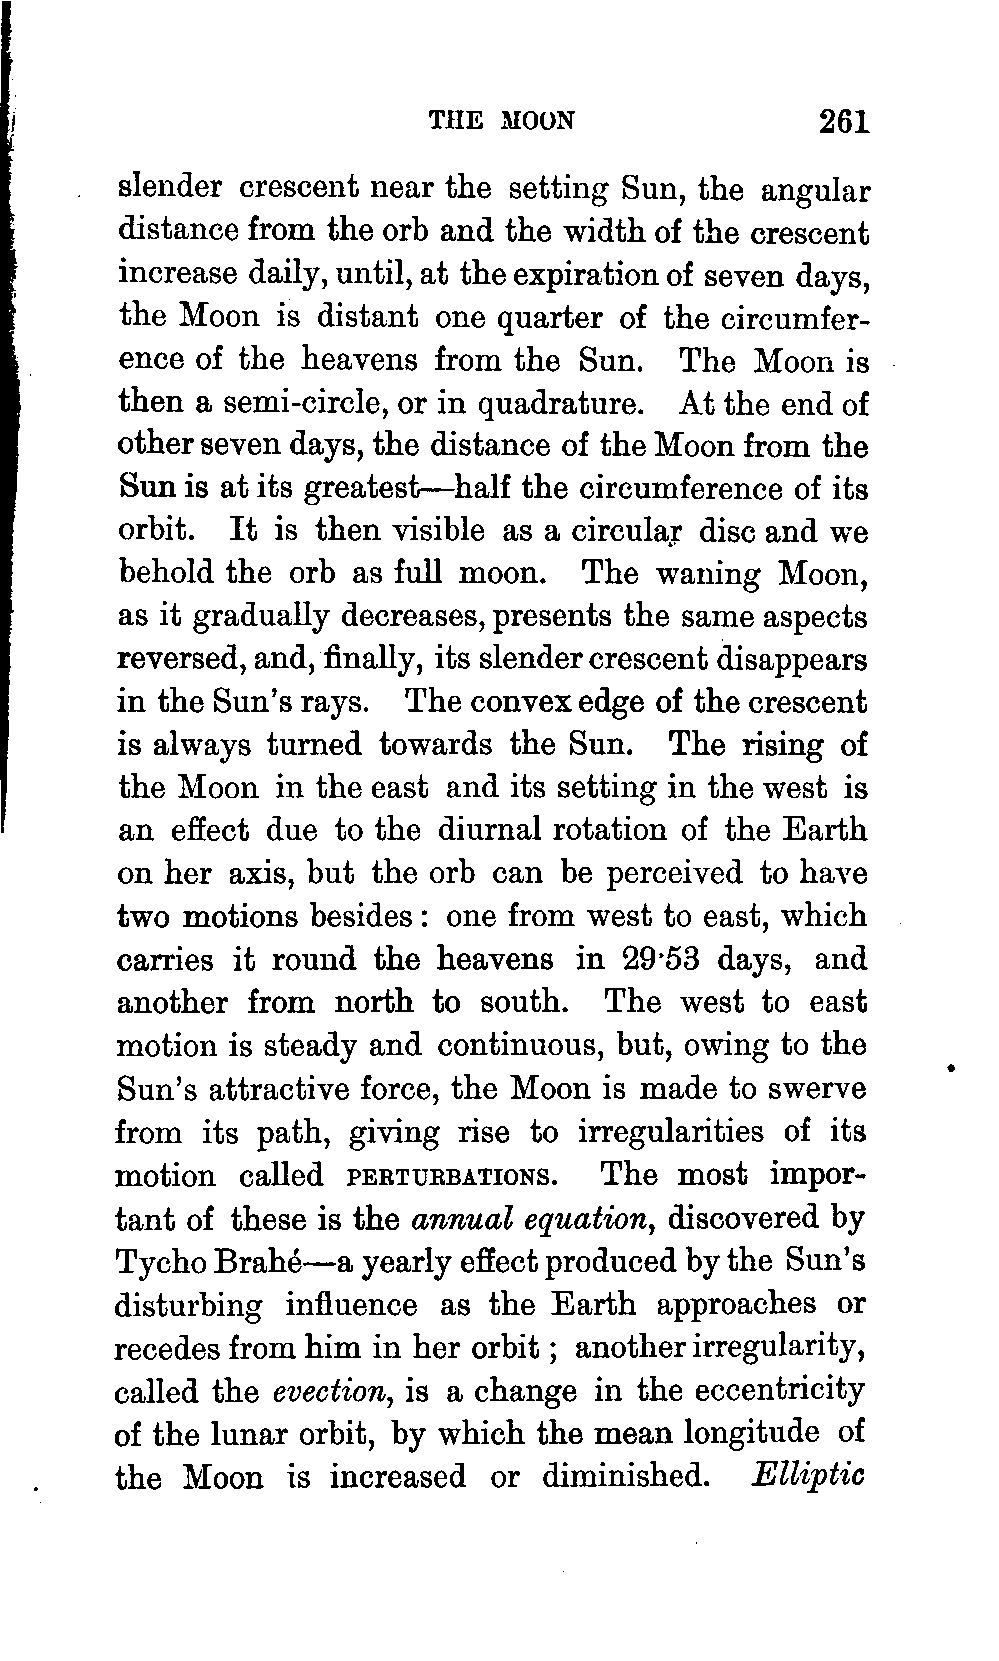 THE MOON 261
slender crescent near the setting Sun, the angular
distance from the orb and the width of the crescent
increase daily, until, at the expiration of seven days,
the Moon is distant one quarter of the circumfer-
ence of the heavens from the Sun. The Moon is
then a semi-circle, or in quadrature. At the end of
other seven days, the distance of the Moon from the
Sun is at its greatest—half the circumference of its
orbit. It is then visible as a circular disc and we
behold the orb as full moon. The waning Moon,
as it gradually decreases, presents the same aspects
reversed, and, finally, its slender crescent disappears
in the Sun's rays. The convex edge of the crescent
is always turned towards the Sun. The rising of
the Moon in the east and its setting in the west is
an effect due to the diurnal rotation of the Earth
on her axis, but the orb can be perceived to have
two motions besides: one from west to east, which
carries it round the heavens in 29·53 days, and
another from north to south. The west to east
motion is steady and continuous, but, owing to the
Sun's attractive force, the Moon is made to swerve
from its path, giving rise to irregularities of its
motion called PERTURBATIONS. The most impor-
tant of these is the annual equation, discovered by
Tycho Brahé—a yearly effect produced by the Sun's
disturbing influence as the Earth approaches or
recedes from him in her orbit; another irregularity,
called the evection, is a change in the eccentricity
of the lunar orbit, by which the mean longitude of
the Moon is increased or diminished. Elliptic